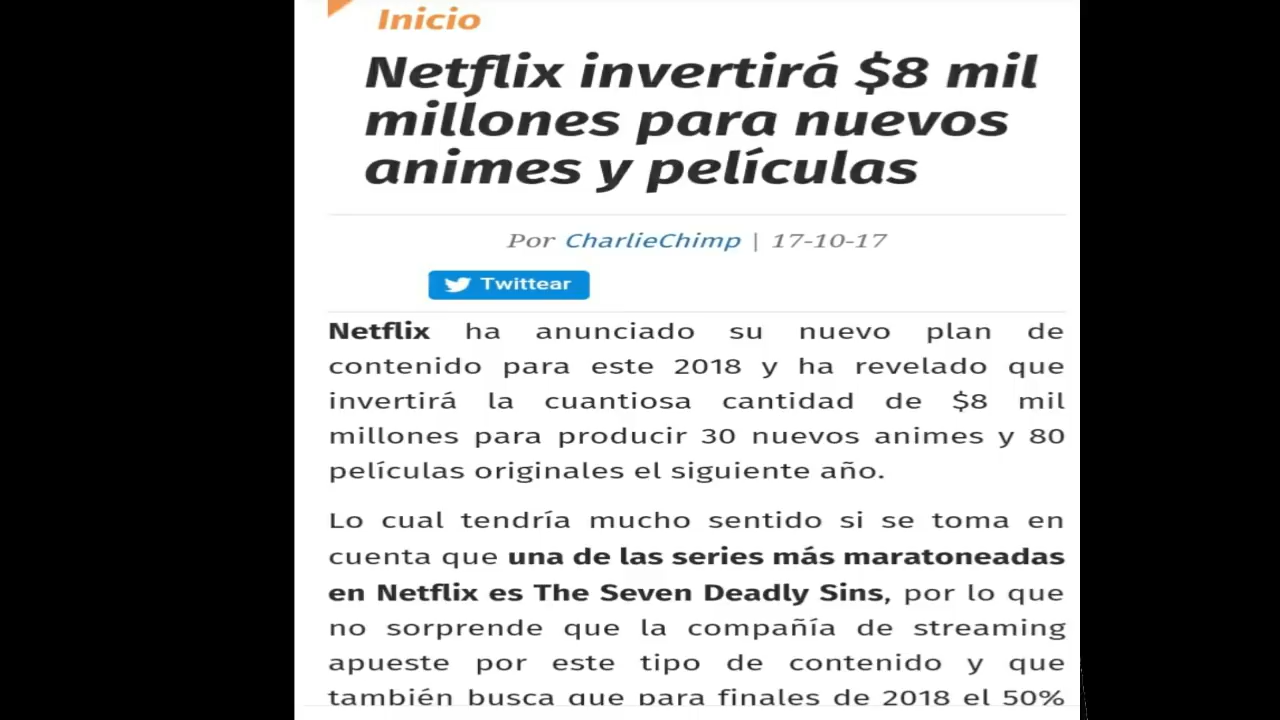 Inicio
Netflix invertirá $8 mil
millones para nuevos
animes y películas
Por CharlieChimp | 17-10-17
Twittear
Netflix ha anunciado su nuevo plan de
contenido para este 2018 y ha revelado que
invertirá la cuantiosa cantidad de $8 mil
millones para producir 30 nuevos animes y 80
películas originales el siguiente año.
Lo cual tendría mucho sentido si se toma en
cuenta que una de las series más maratoneadas
en Netflix es The Seven Deadly Sins, por lo que
no sorprende que la compañía de streaming
apueste por este tipo de contenido y que
también busca que para finales de 2018 el 50%